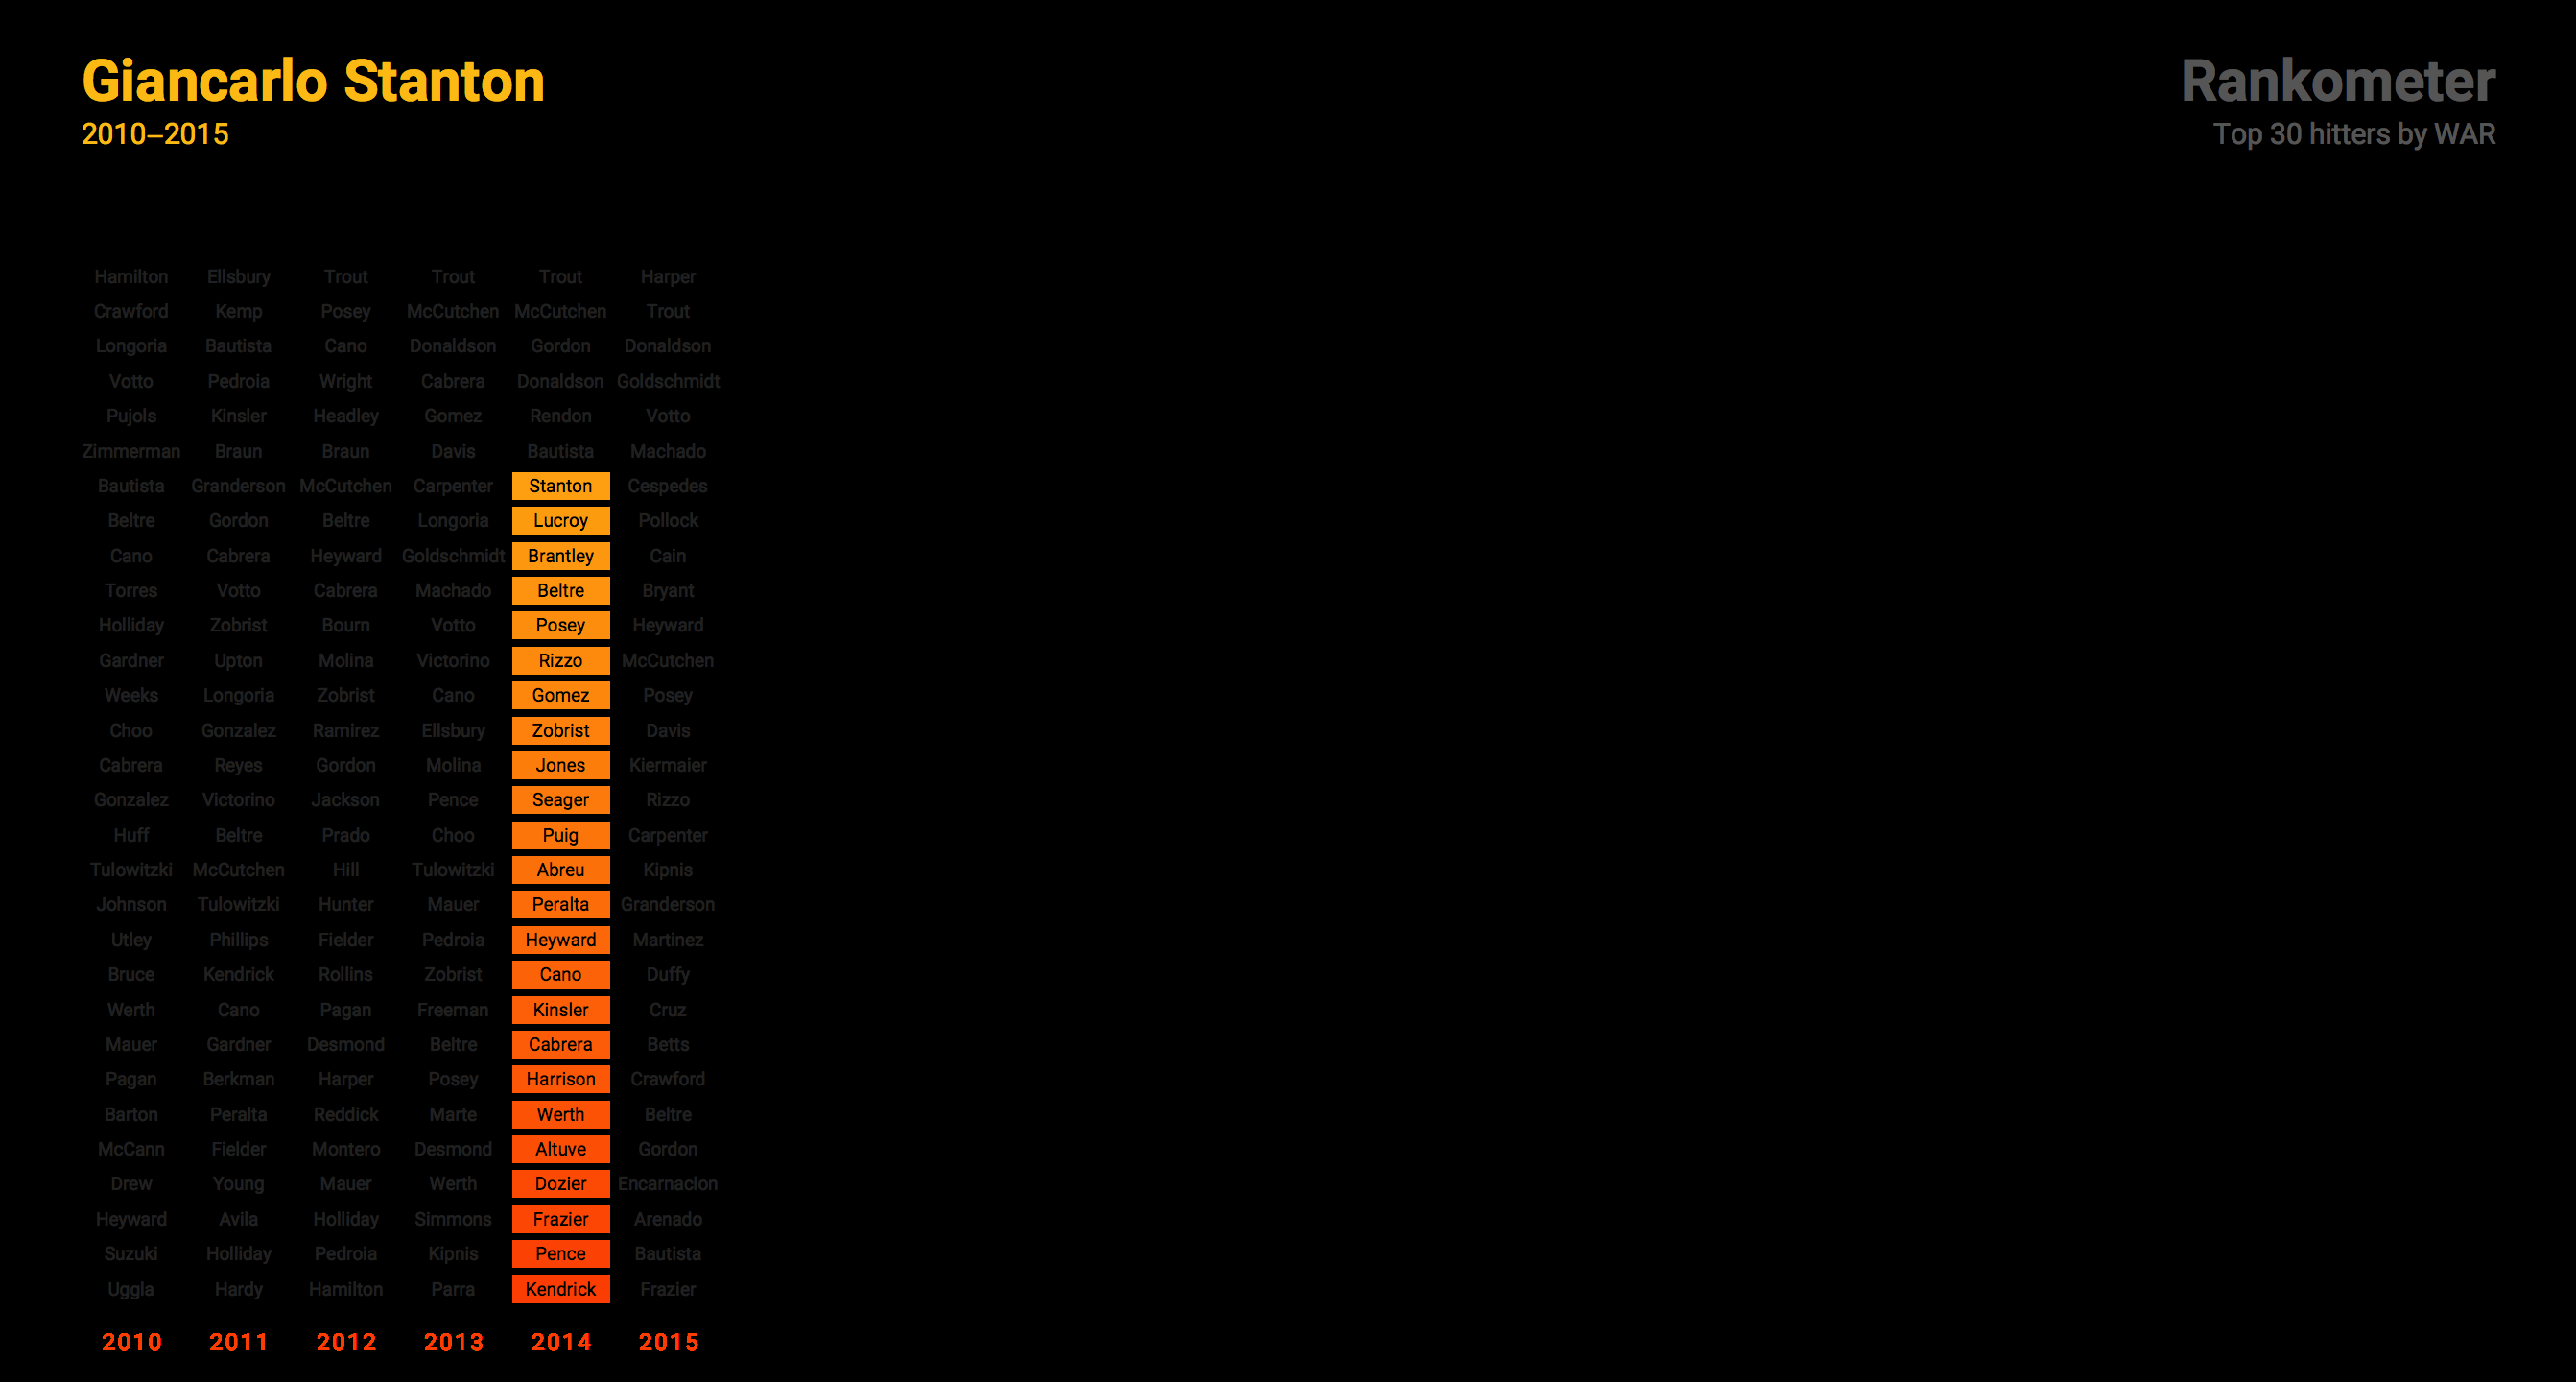 Giancarlo Stanton
2010–2015
Rankometer
Top 30 hitters by WAR
Hamilton Ellsbury Trout Trout Trout Harper
Crawford Kemp Posey McCutchen McCutchen Trout
Longoria Bautista Cano Donaldson Gordon Donaldson
Votto Pedroia Wright Cabrera Donaldson Goldschmidt
Pujols Kinsler Headley Gomez Rendon Votto
Zimmerman Braun Braun Davis Bautista Machado
Bautista Granderson McCutchen Carpenter Stanton Cespedes
Beltre Gordon Beltre Longoria Lucroy Pollock
Cano Cabrera Heyward Goldschmidt Brantley Cain
Torres Votto Cabrera Machado Beltre Bryant
Holliday Zobrist Bourn Votto Posey Heyward
Gardner Upton Molina Victorino Rizzo McCutchen
Weeks Longoria Zobrist Cano Gomez Posey
Choo Gonzalez Ramirez Ellsbury Zobrist Davis
Cabrera Reyes Gordon Molina Jones Kiermaier
Gonzalez Victorino Jackson Pence Seager Rizzo
Huff Beltre Prado Choo Puig Carpenter
Tulowitzki McCutchen Hill Tulowitzki Abreu Kipnis
Johnson Tulowitzki Hunter Mauer Peralta Granderson
Utley Phillips Fielder Pedroia Heyward Martinez
Bruce Kendrick Rollins Zobrist Cano Duffy
Werth Cano Pagan Freeman Kinsler Cruz
Mauer Gardner Desmond Beltre Cabrera Betts
Pagan Berkman Harper Posey Harrison Crawford
Barton Peralta Reddick Marte Werth Beltre
McCann Fielder Montero Desmond Altuve Gordon
Drew Young Mauer Werth Dozier Encarnacion
Heyward Avila Holliday Simmons Frazier Arenado
Suzuki Holliday Pedroia Kipnis Pence Bautista
Uggla Hardy Hamilton Parra Kendrick Frazier
2010 2011 2012 2013 2014 2015